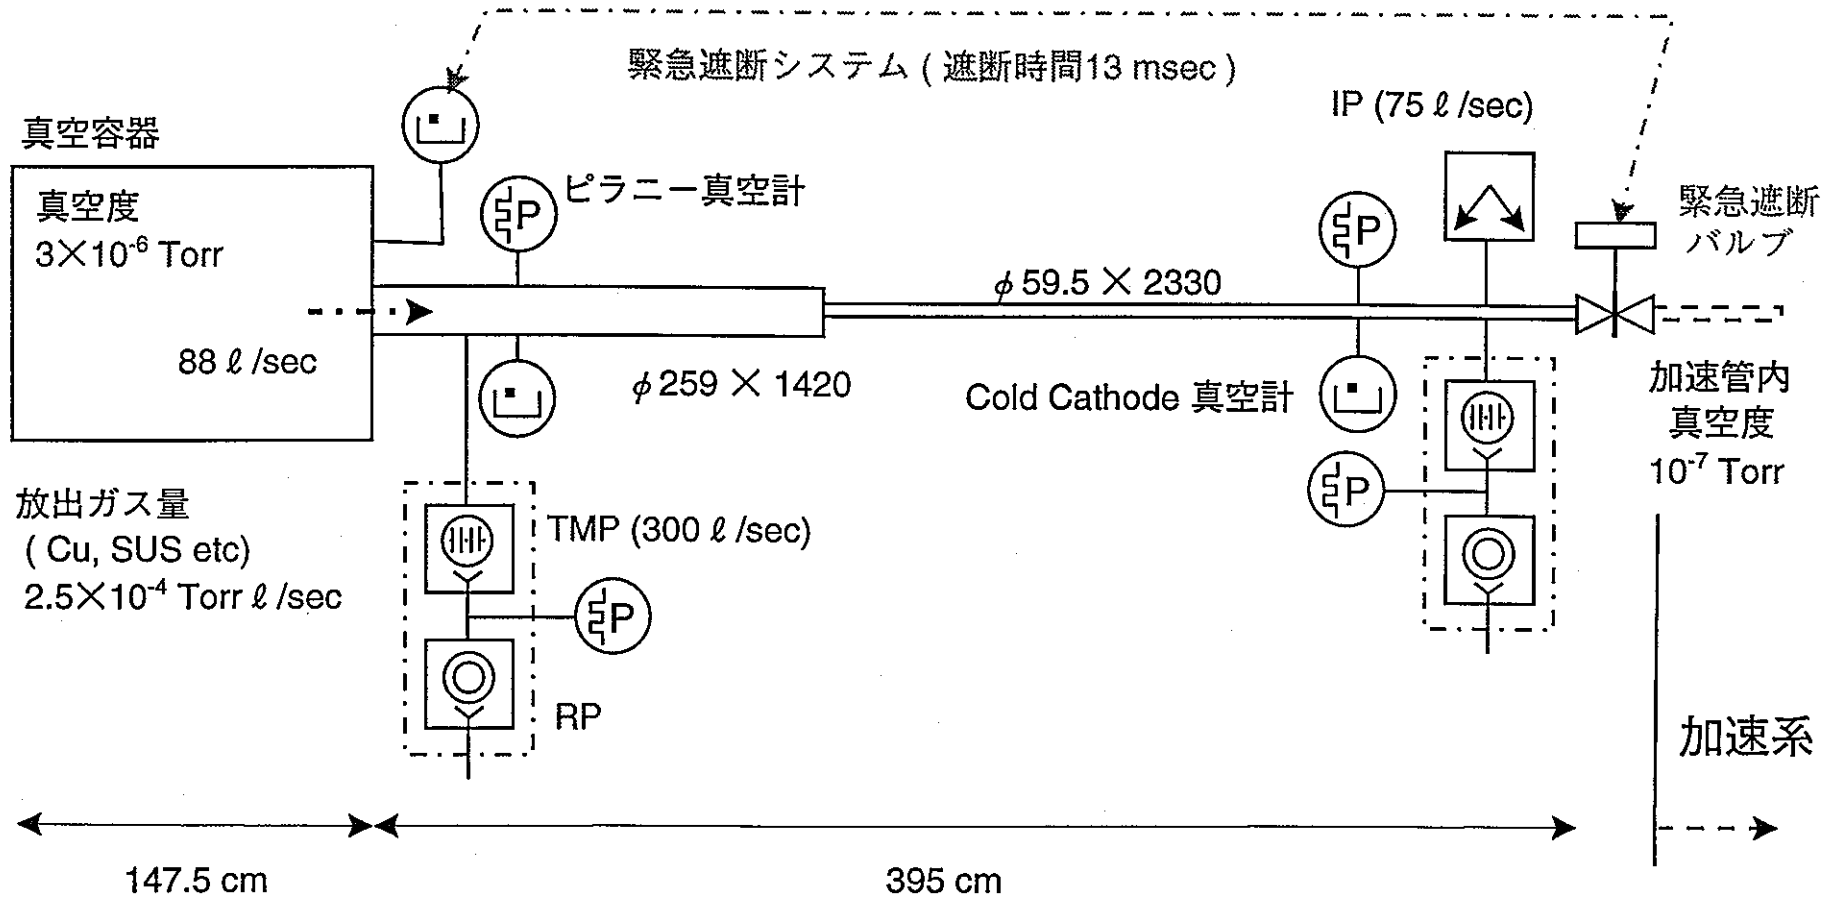 緊急遮断システム ( 遮断時間13 msec )
IP (75 ℓ /sec)
真空容器
真空度
3×10⁻⁶ Torr
88 ℓ /sec
P
ピラニー真空計
P
緊急遮断
バルブ
φ 59.5 × 2330
φ 259 × 1420
Cold Cathode 真空計
P
加速管内
真空度
10⁻⁷ Torr
放出ガス量
( Cu, SUS etc)
2.5×10⁻⁴ Torr ℓ /sec
TMP (300 ℓ /sec)
P
RP
加速系
147.5 cm
395 cm